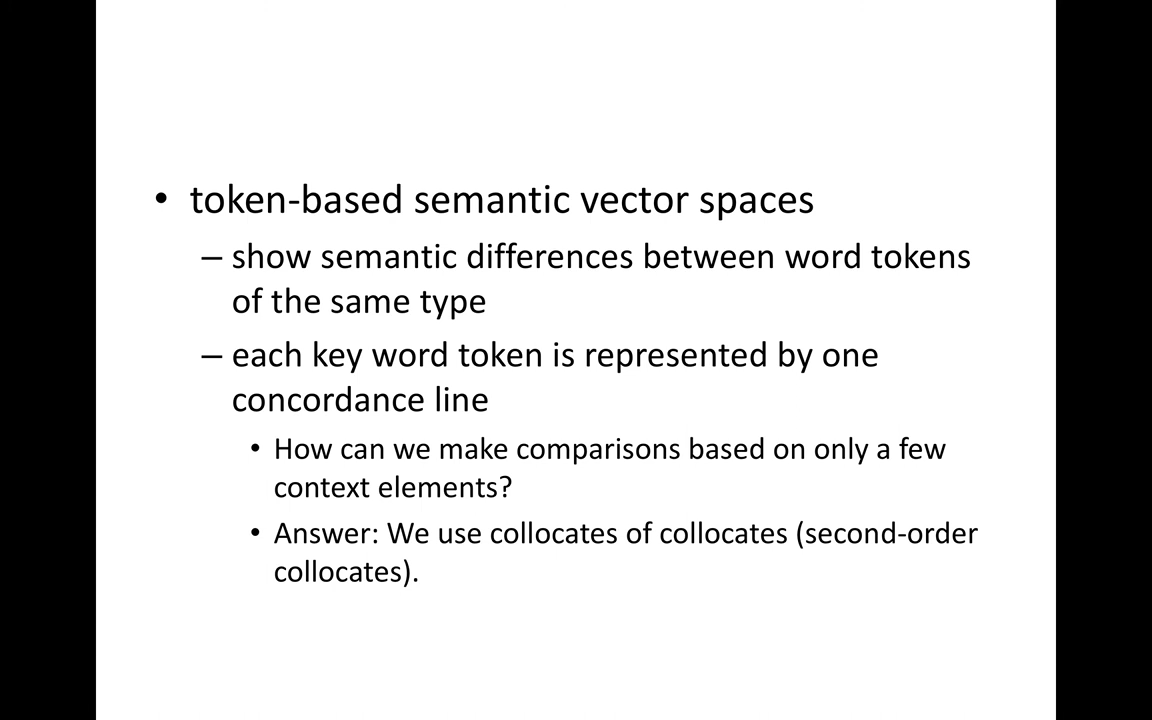 • token-based semantic vector spaces
– show semantic differences between word tokens
of the same type
– each key word token is represented by one
concordance line
• How can we make comparisons based on only a few
context elements?
• Answer: We use collocates of collocates (second-order
collocates).